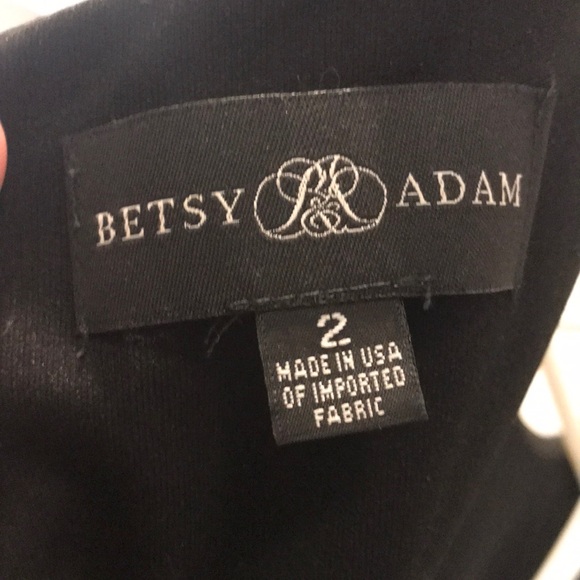 BETSY ADAM
2
MADE IN USA
OF IMPORTED
FABRIC